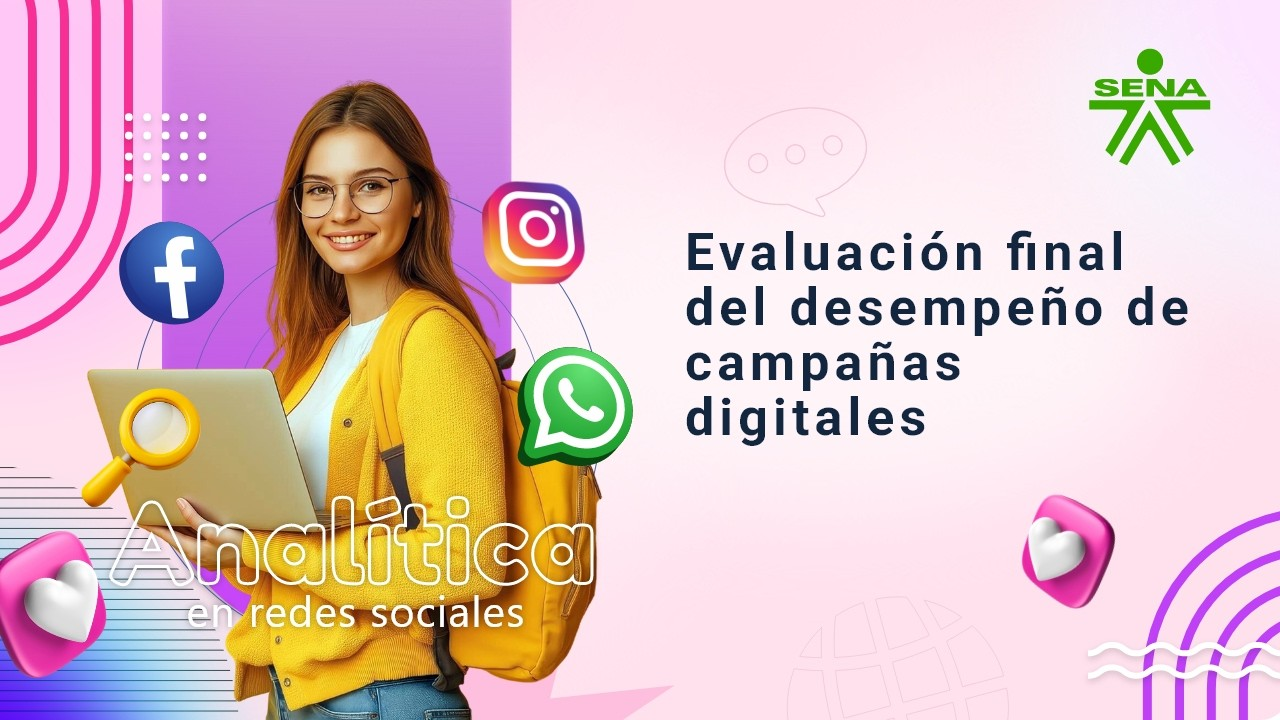 SENA
Evaluación final
del desempeño de
campañas
digitales
Analítica
en redes sociales